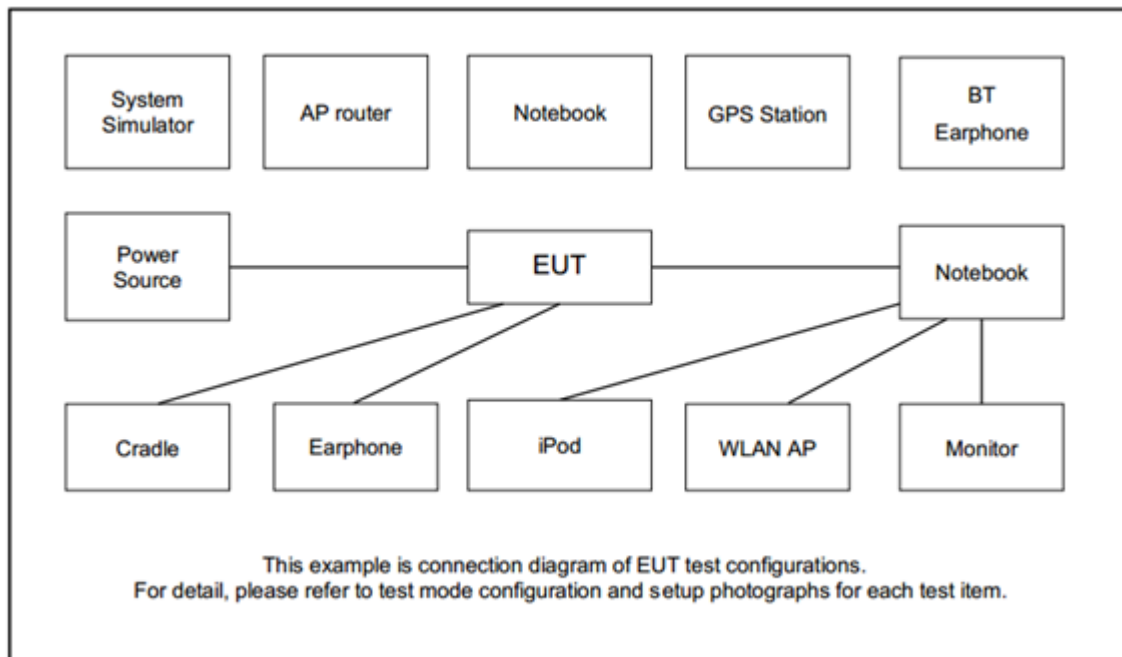 System
Simulator
AP router
Notebook
GPS Station
BT
Earphone
Power
Source
EUT
Notebook
Cradle
Earphone
iPod
WLAN AP
Monitor
This example is connection diagram of EUT test configurations.
For detail, please refer to test mode configuration and setup photographs for each test item.